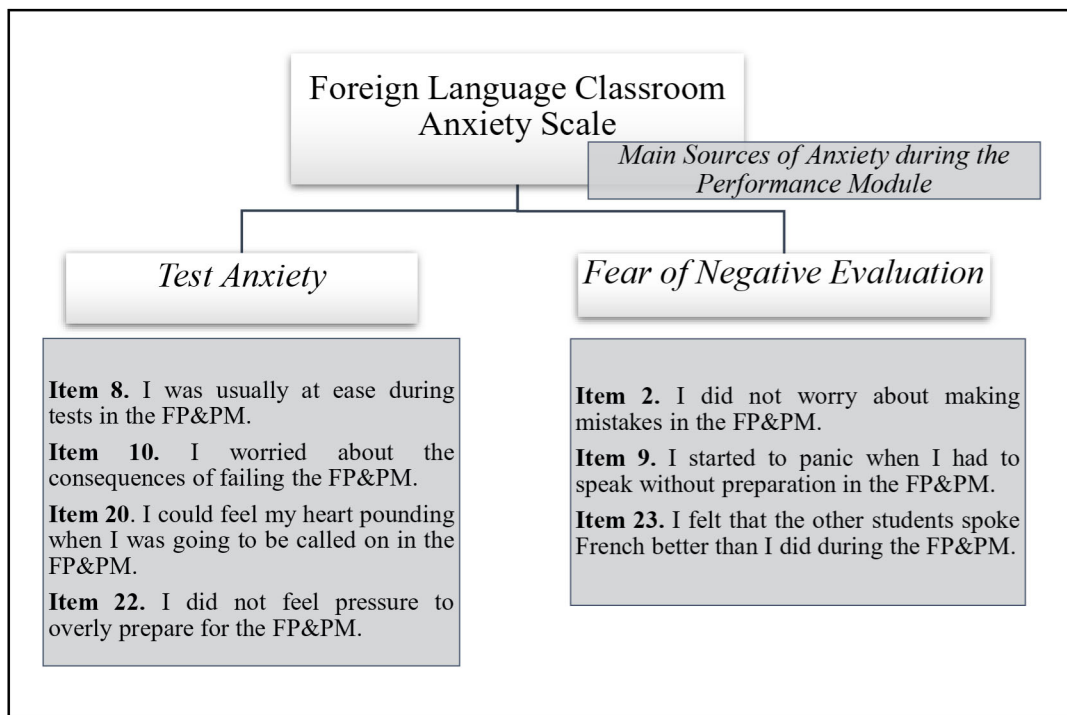 Foreign Language Classroom
Anxiety Scale
Main Sources of Anxiety during the
Performance Module
Test Anxiety
Item 8. I was usually at ease during
tests in the FP&PM.
Item 10. I worried about the
consequences of failing the FP&PM.
Item 20. I could feel my heart pounding
when I was going to be called on in the
FP&PM.
Item 22. I did not feel pressure to
overly prepare for the FP&PM.
Fear of Negative Evaluation
Item 2. I did not worry about making
mistakes in the FP&PM.
Item 9. I started to panic when I had to
speak without preparation in the FP&PM.
Item 23. I felt that the other students spoke
French better than I did during the FP&PM.